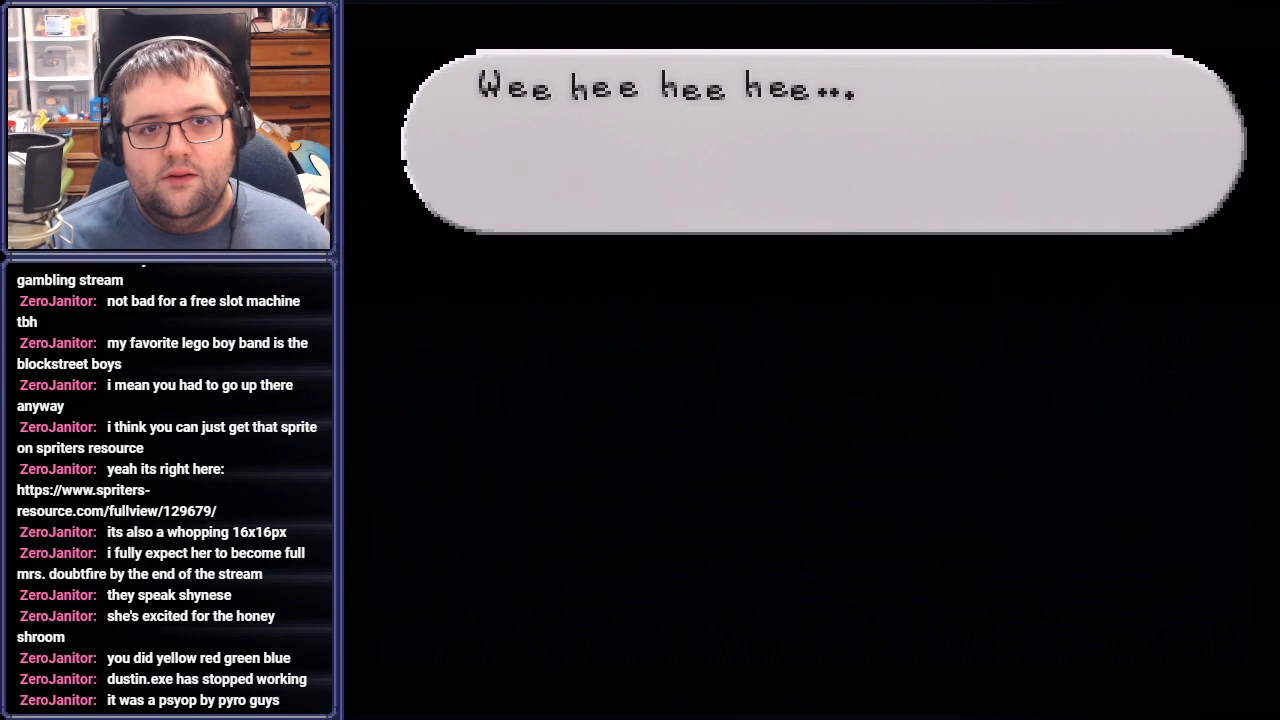 Wee hee hee hee...
gambling stream
ZeroJanitor: not bad for a free slot machine
tbh
ZeroJanitor: my favorite lego boy band is the
blockstreet boys
ZeroJanitor: i mean you had to go up there
anyway
ZeroJanitor: i think you can just get that sprite
on spriters resource
ZeroJanitor: yeah its right here:
https://www.spriters-
resource.com/fullview/129679/
ZeroJanitor: its also a whopping 16x16px
ZeroJanitor: i fully expect her to become full
mrs. doubtfire by the end of the stream
ZeroJanitor: they speak shynese
ZeroJanitor: she's excited for the honey
shroom
ZeroJanitor: you did yellow red green blue
ZeroJanitor: dustin.exe has stopped working
ZeroJanitor: it was a psyop by pyro guys